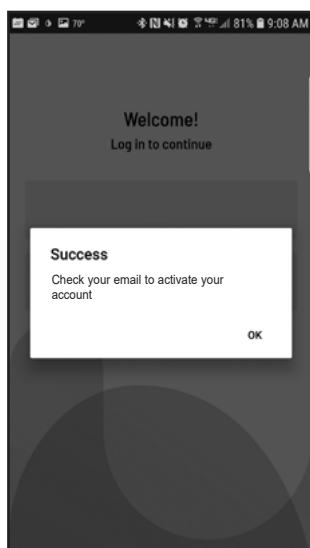 70° 81% 9:08 AM
Welcome!
Log in to continue
Success
Check your email to activate your
account
OK